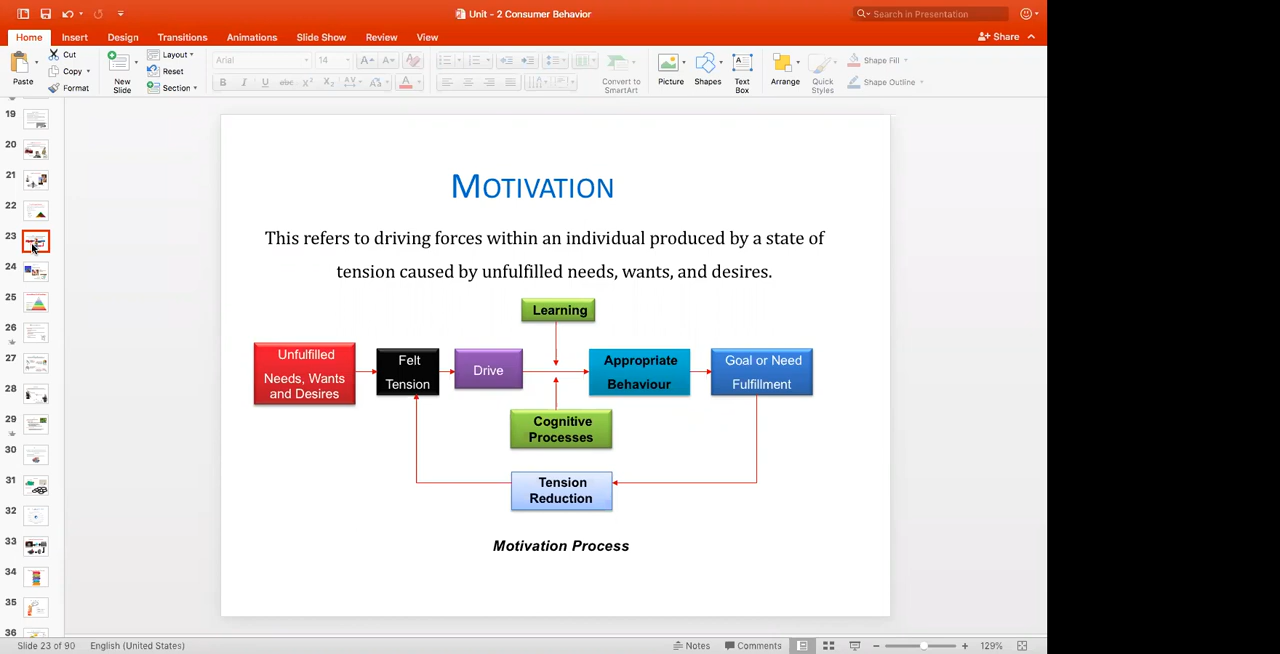 Unit - 2 Consumer Behavior
Search in Presentation
Home
Insert
Design
Transitions
Animations
Slide Show
Review
View
Share
Paste
Cut
Copy
Format
New
Slide
Layout
Reset
Section
Arial
14
Convert to
SmartArt
Picture
Shapes
Text
Box
Arrange
Quick
Styles
Shape Fill
Shape Outline
19
20
21
22
23
24
25
26
27
28
29
30
31
32
33
34
35
36
MOTIVATION
This refers to driving forces within an individual produced by a state of
tension caused by unfulfilled needs, wants, and desires.
Learning
Unfulfilled
Needs, Wants
and Desires
Felt
Tension
Drive
Appropriate
Behaviour
Goal or Need
Fulfillment
Cognitive
Processes
Tension
Reduction
Motivation Process
Slide 23 of 90
English (United States)
Notes
Comments
129%